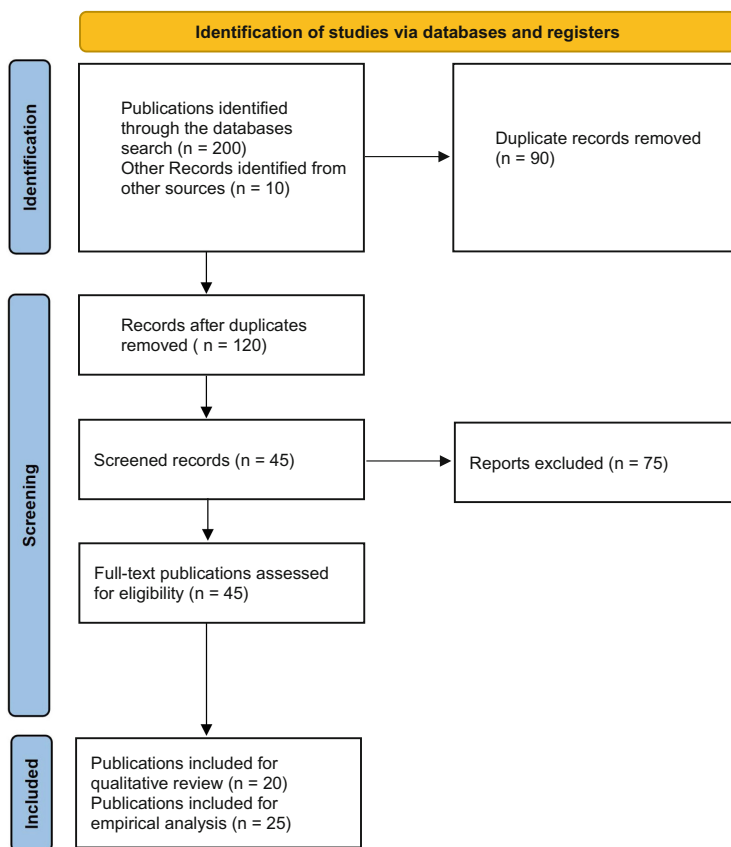 Identification of studies via databases and registers
Identification
Publications identified
through the databases
search (n = 200)
Other Records identified from
other sources (n = 10)
Duplicate records removed
(n = 90)
Screening
Records after duplicates
removed ( n = 120)
Screened records (n = 45)
Reports excluded (n = 75)
Full-text publications assessed
for eligibility (n = 45)
Included
Publications included for
qualitative review (n = 20)
Publications included for
empirical analysis (n = 25)